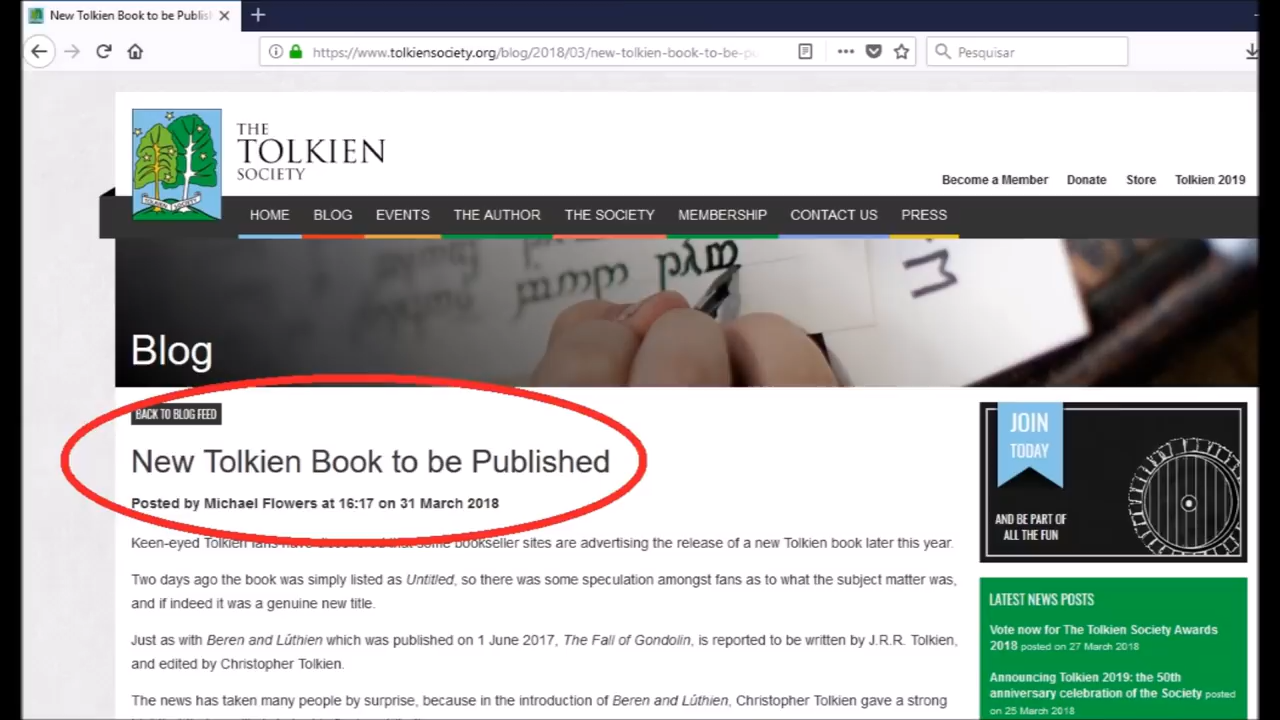 New Tolkien Book to be Publis
https://www.tolkiensociety.org/blog/2018/03/new-tolkien-book-to-be-pu
Pesquisar
THE
TOLKIEN
SOCIETY
Become a Member Donate Store Tolkien 2019
HOME BLOG EVENTS THE AUTHOR THE SOCIETY MEMBERSHIP CONTACT US PRESS
Blog
BACK TO BLOG FEED
New Tolkien Book to be Published
Posted by Michael Flowers at 16:17 on 31 March 2018
Keen-eyed Tolkien fans have discovered that some bookseller sites are advertising the release of a new Tolkien book later this year.
Two days ago the book was simply listed as Untitled, so there was some speculation amongst fans as to what the subject matter was,
and if indeed it was a genuine new title.
Just as with Beren and Lúthien which was published on 1 June 2017, The Fall of Gondolin, is reported to be written by J.R.R. Tolkien,
and edited by Christopher Tolkien.
The news has taken many people by surprise, because in the introduction of Beren and Lúthien, Christopher Tolkien gave a strong
JOIN
TODAY
AND BE PART OF
ALL THE FUN
LATEST NEWS POSTS
Vote now for The Tolkien Society Awards
2018 posted on 27 March 2018
Announcing Tolkien 2019: the 50th
anniversary celebration of the Society posted
on 25 March 2018